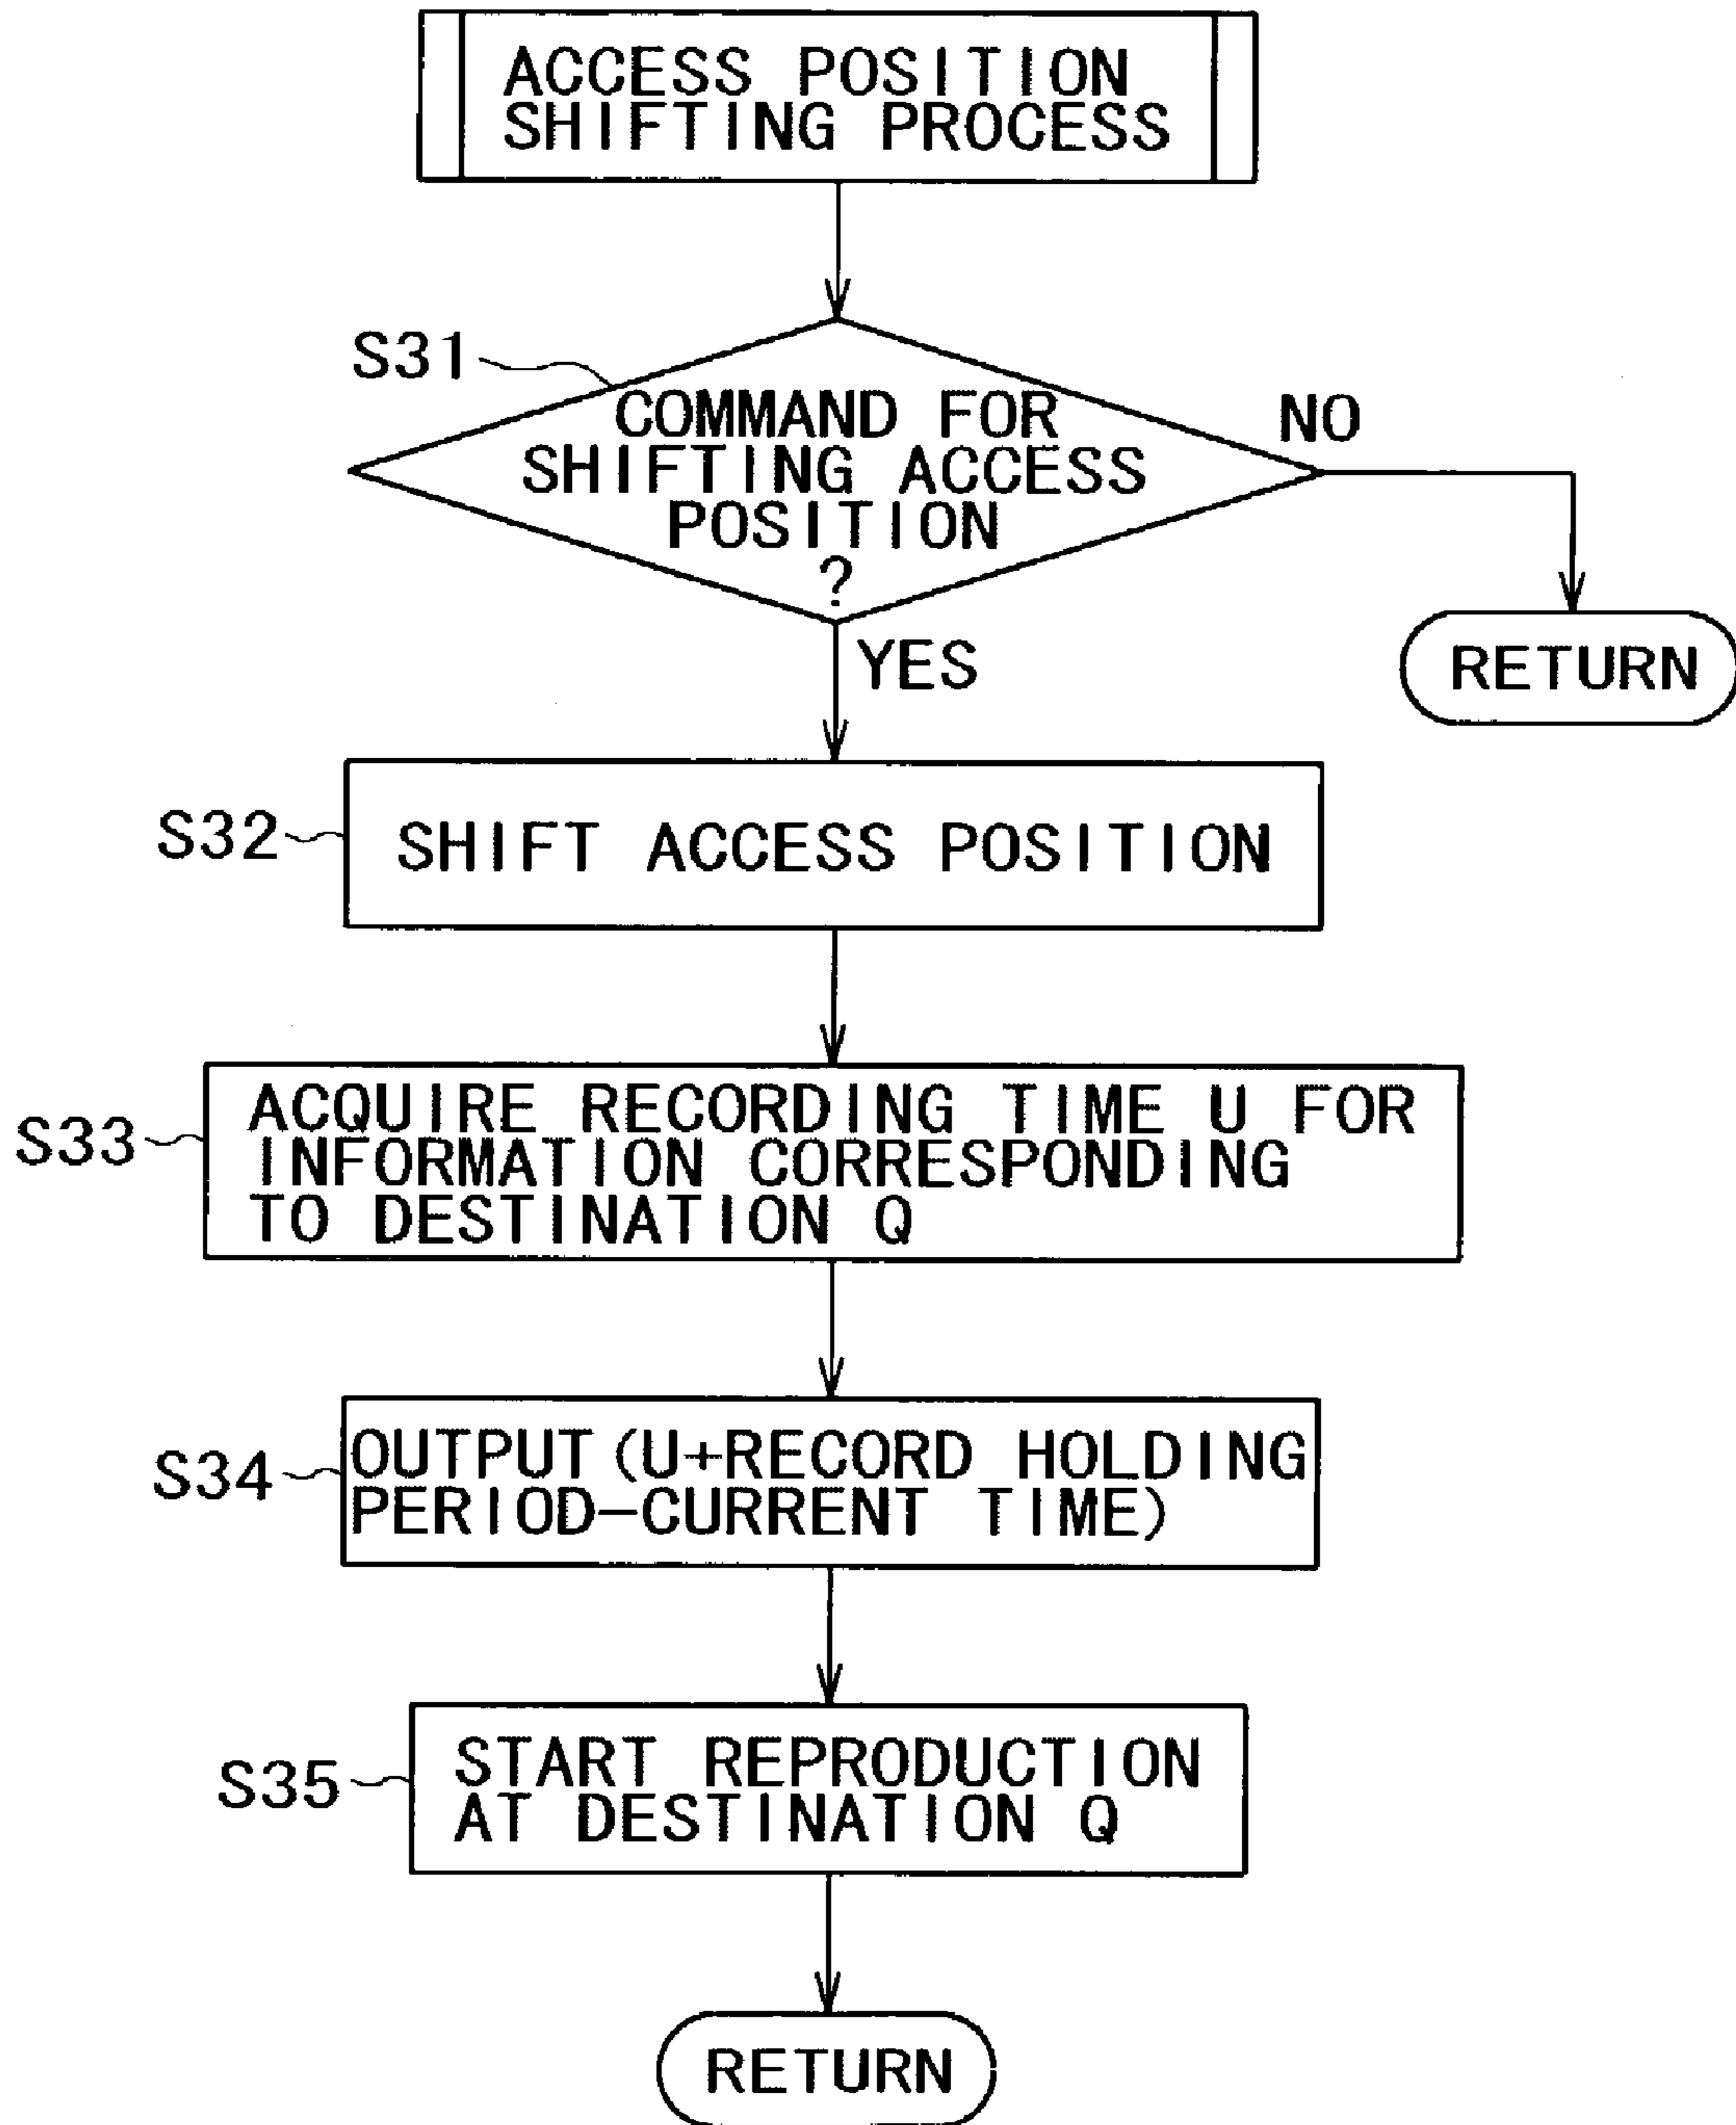 ACCESS POSITION
SHIFTING PROCESS
S31
COMMAND FOR
SHIFTING ACCESS
POSITION
?
NO
RETURN
YES
S32
SHIFT ACCESS POSITION
S33
ACQUIRE RECORDING TIME U FOR
INFORMATION CORRESPONDING
TO DESTINATION Q
S34
OUTPUT (U+RECORD HOLDING
PERIOD-CURRENT TIME)
S35
START REPRODUCTION
AT DESTINATION Q
RETURN